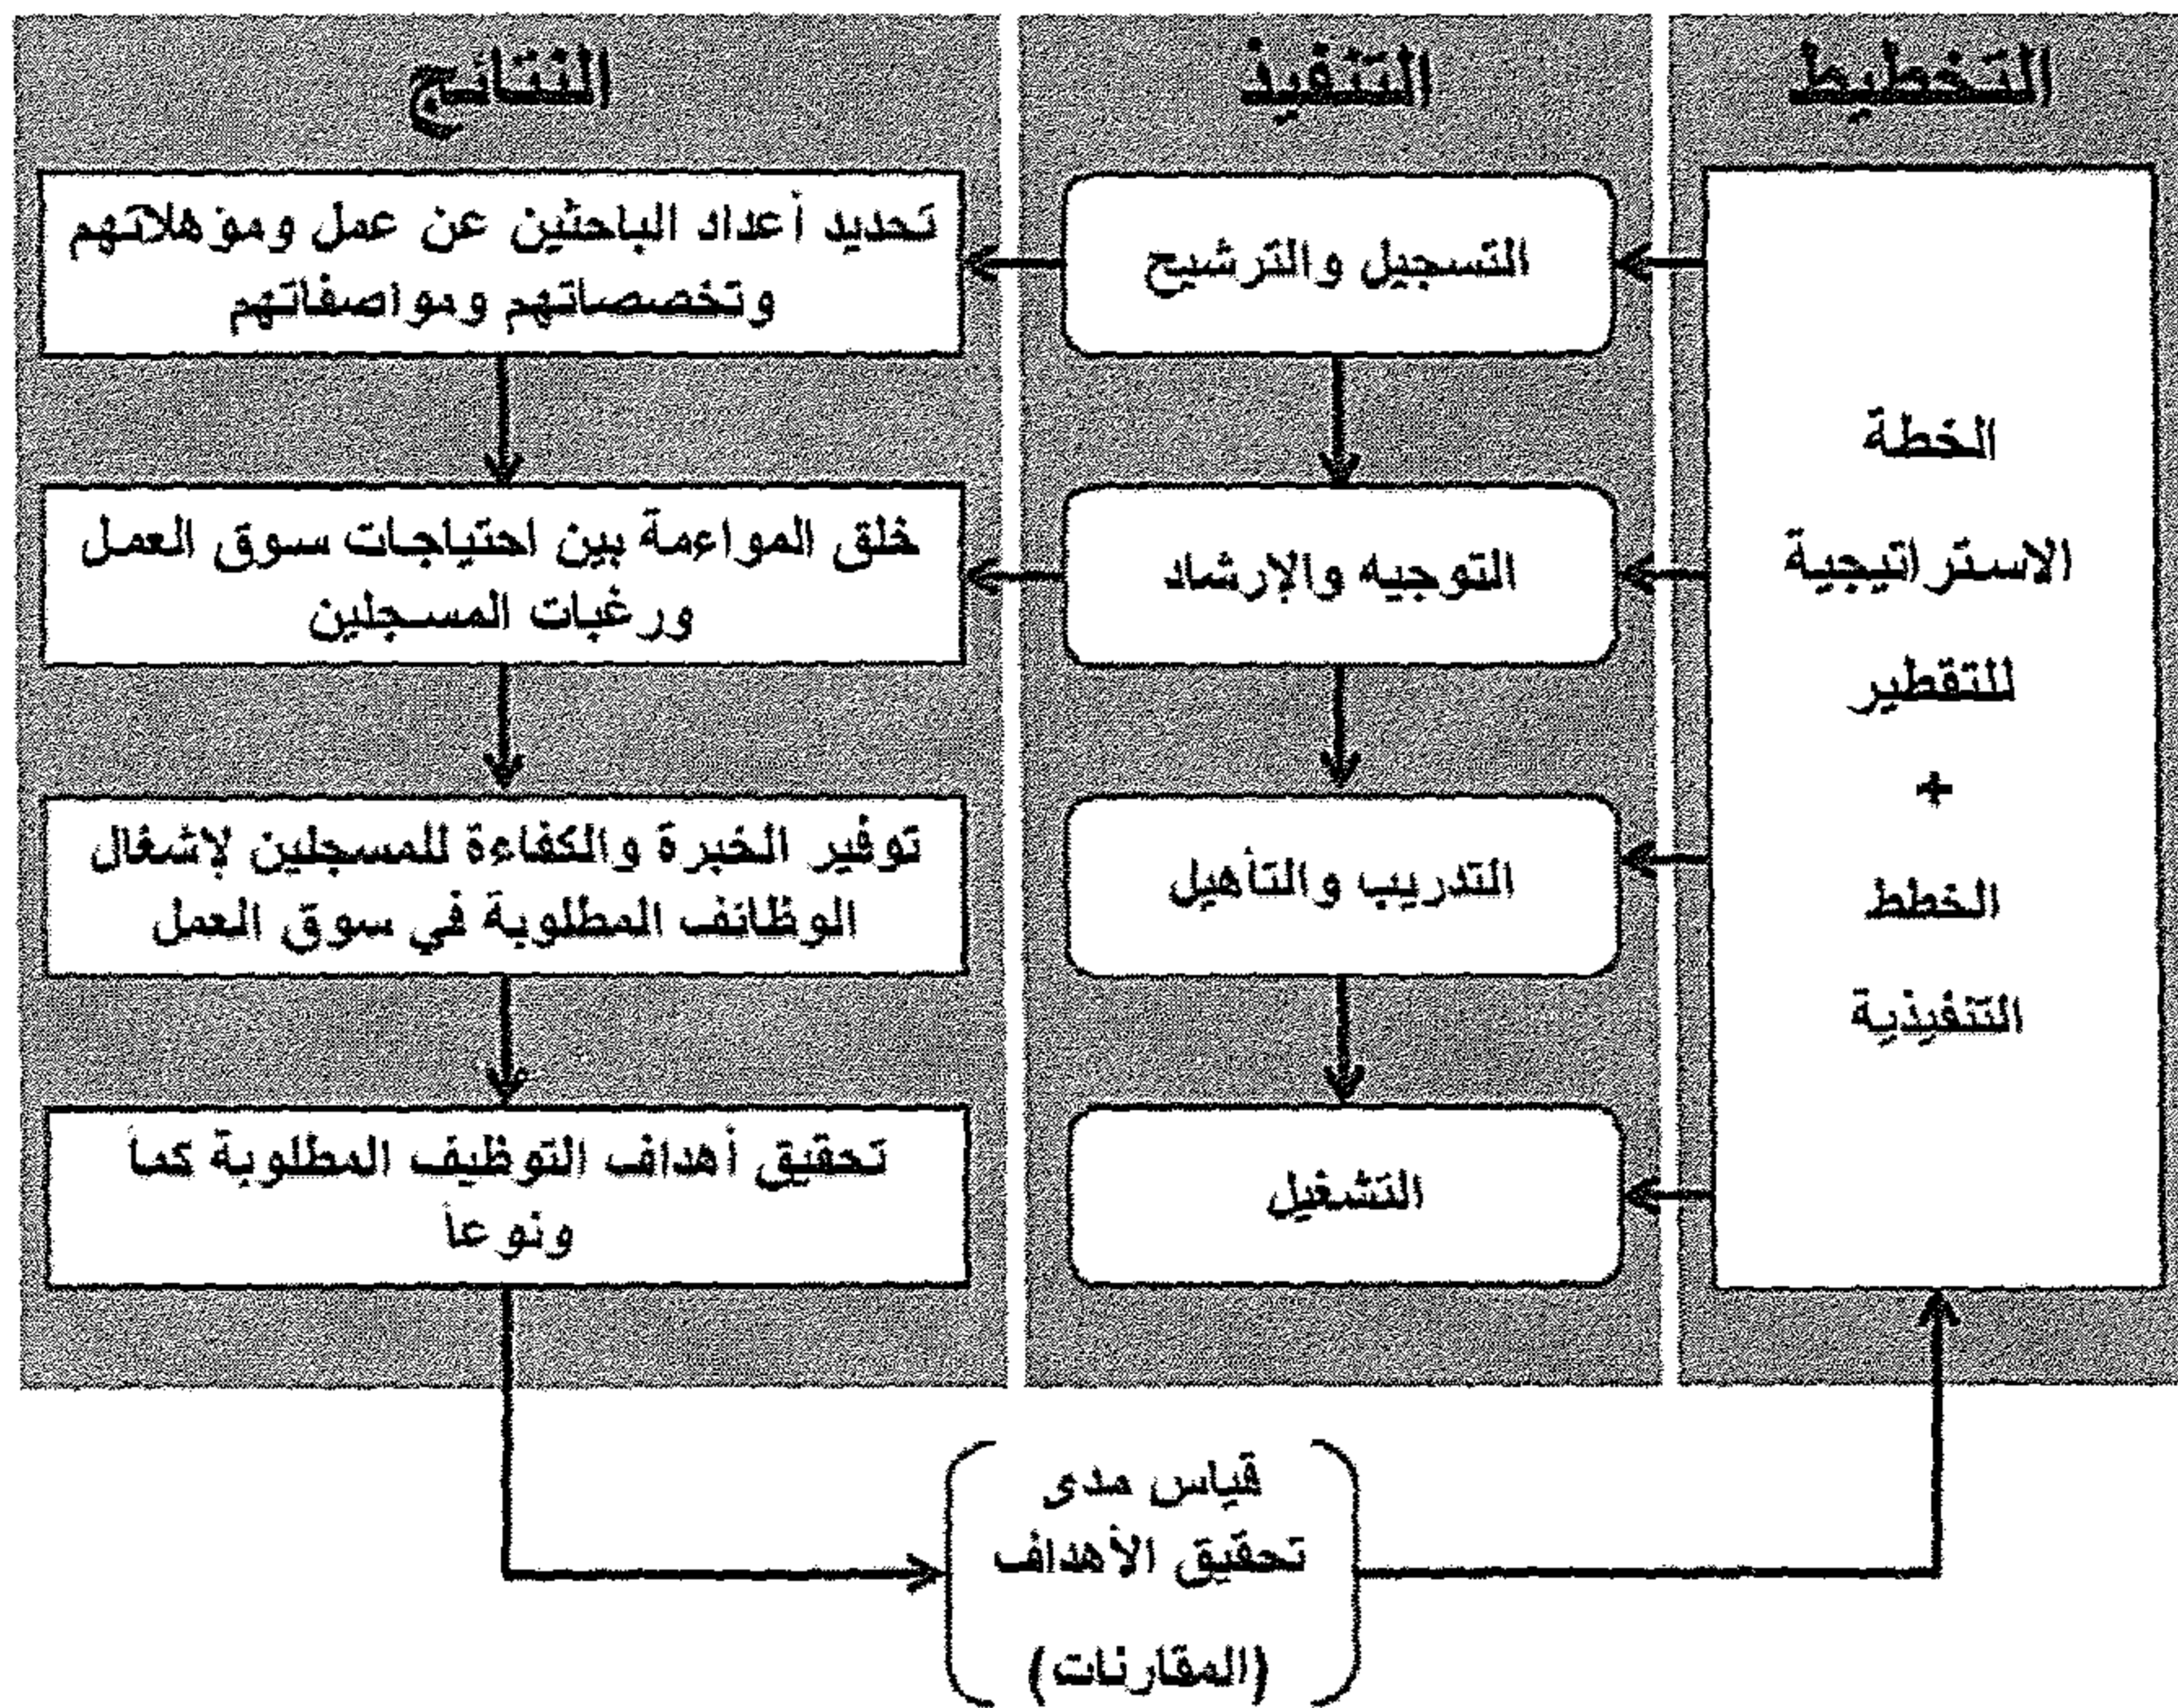 التخطيط
الخطة
الاستراتيجية
للتقطير
+
الخطط
التنفيذية
التنفيذ
التسجيل والترشيح
التوجيه والإرشاد
التدريب والتأهيل
التشغيل
النتائج
تحديد أعداد الباحثين عن عمل ومؤهلاتهم
وتخصصاتهم ومواصفاتهم
خلق المواءمة بين احتياجات سوق العمل
ورغبات المسجلين
توفير الخبرة والكفاءة للمسجلين لإشغال
الوظائف المطلوبة في سوق العمل
تحقيق أهداف التوظيف المطلوبة كماً
ونوعاً
قياس مدى
تحقيق الأهداف
(المقارنات)